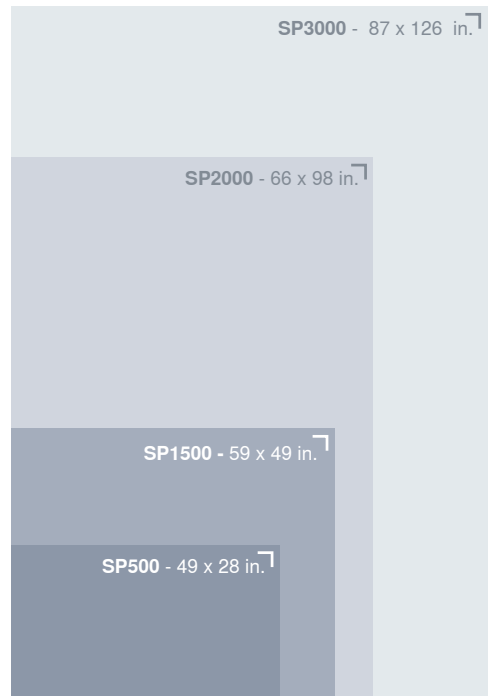 SP3000 - 87 x 126 in.
SP2000 - 66 x 98 in.
SP1500 - 59 x 49 in.
SP500 - 49 x 28 in.